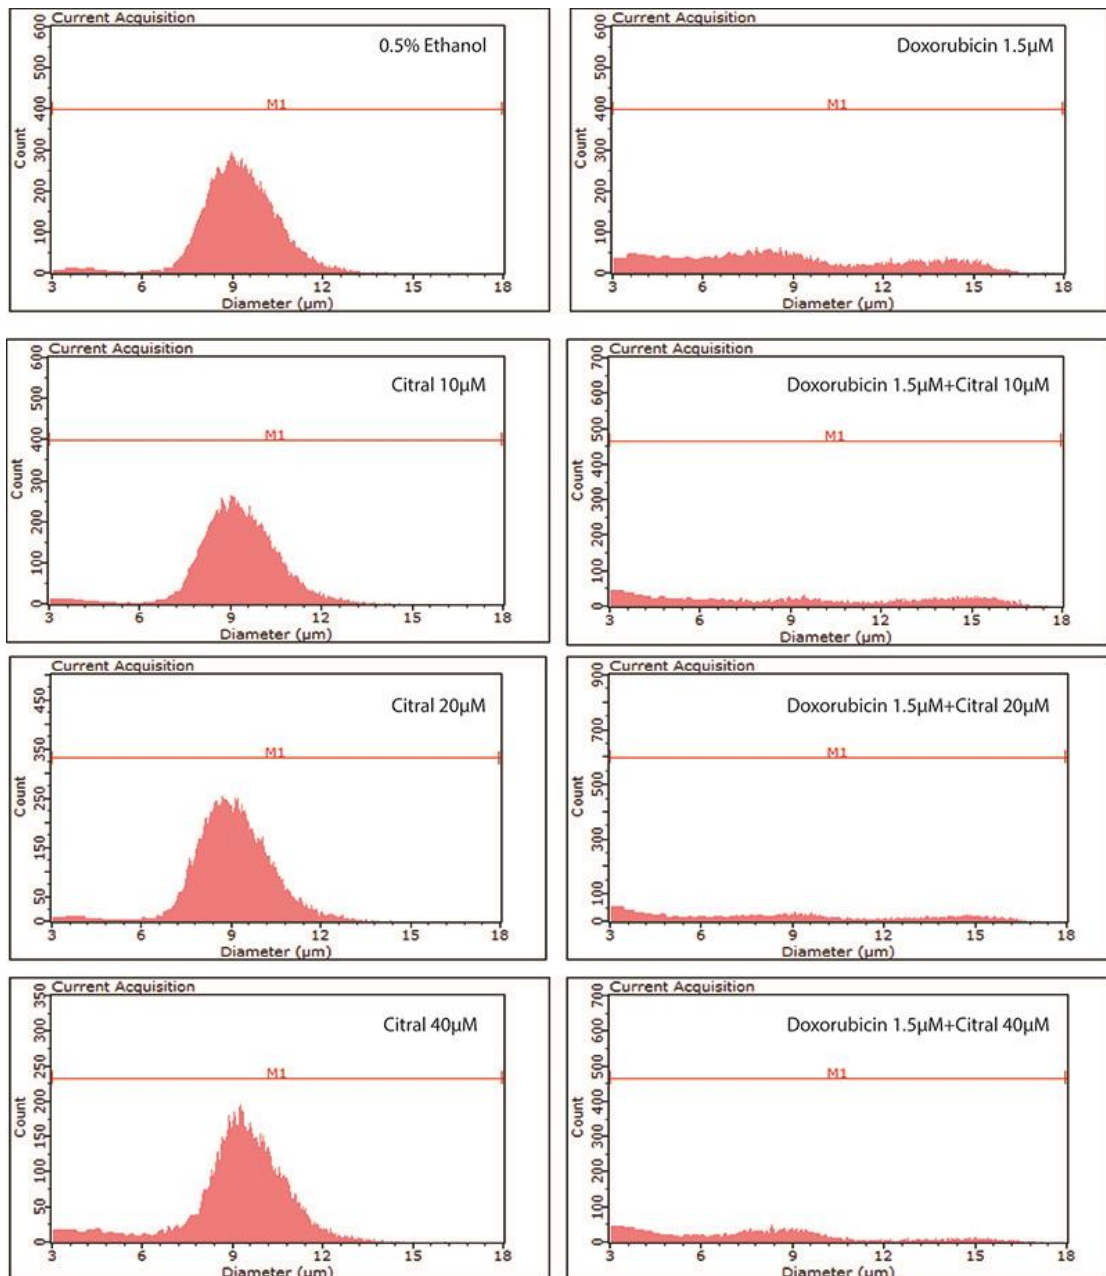 Current Acquisition
0.5% Ethanol
M1
Count
0 100 200 300 400 500 600
3 6 9 12 15 18
Diameter (µm)
Doxorubicin 1.5µM
M1
Count
0 100 200 300 400 500 600
3 6 9 12 15 18
Diameter (µm)
Current Acquisition
Citral 10µM
M1
Count
0 100 200 300 400 500 600
3 6 9 12 15 18
Diameter (µm)
Current Acquisition
Doxorubicin 1.5µM+Citral 10µM
M1
Count
0 100 200 300 400 500 600 700
3 6 9 12 15 18
Diameter (µm)
Current Acquisition
Citral 20µM
M1
Count
0 50 150 250 350 450
3 6 9 12 15 18
Diameter (µm)
Current Acquisition
Doxorubicin 1.5µM+Citral 20µM
M1
Count
0 100 300 500 700 900
3 6 9 12 15 18
Diameter (µm)
Current Acquisition
Citral 40µM
M1
Count
0 50 100 150 200 250 300 350
3 6 9 12 15 18
Diameter (µm)
Current Acquisition
Doxorubicin 1.5µM+Citral 40µM
M1
Count
0 100 200 300 400 500 600 700
3 6 9 12 15 18
Diameter (µm)